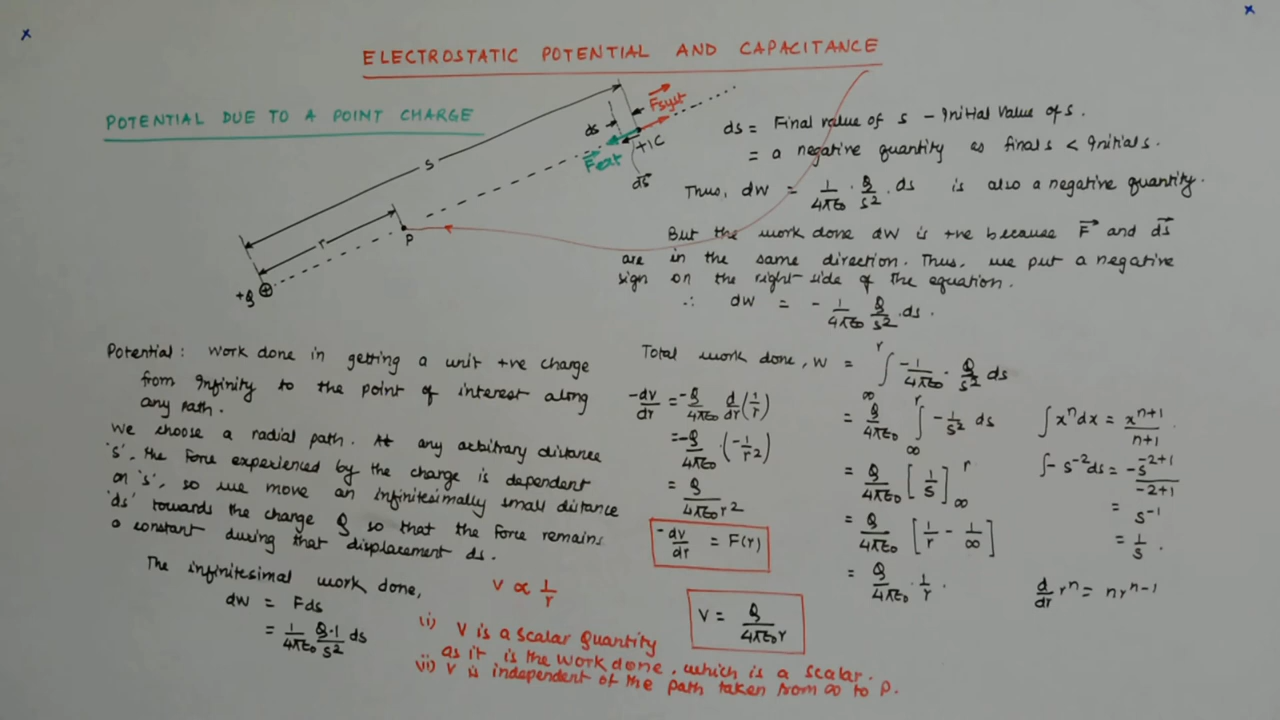 ELECTROSTATIC POTENTIAL AND CAPACITANCE
POTENTIAL DUE TO A POINT CHARGE
F⃗syst
ds
+1C
F⃗ext
ds⃗
s
r
P
+Q
ds = Final value of s - Initial value of s.
= a negative quantity as final s < Initial s.
Thus, dW = 1/4πε0 · Q/s² · ds is also a negative quantity.
But the work done dW is +ve because F⃗ and ds⃗
are in the same direction. Thus, we put a negative
sign on the right side of the equation.
∴ dW = - 1/4πε0 Q/s² · ds.
Potential: Work done in getting a unit +ve charge
from Infinity to the point of interest along
any path.
We choose a radial path. At any arbitrary distance
's', the Force experienced by the charge is dependent
on 's', so we move an infinitesimally small distance
'ds' towards the charge Q so that the Force remains
a constant during that displacement ds.
The infinitesimal work done,
dW = Fds
= 1/4πε0 Q·1/s² ds
V ∝ 1/r
(i) V is a Scalar Quantity
as it is the work done, which is a scalar.
(ii) V is independent of the path taken from ∞ to P.
Total work done, W = ∫∞^r -1/4πε0 · Q/s² ds
= Q/4πε0 ∫∞^r -1/s² ds
= Q/4πε0 [1/s]∞^r
= Q/4πε0 [1/r - 1/∞]
= Q/4πε0 · 1/r.
V = Q/4πε0r
-dv/dr = -Q/4πε0 d/dr(1/r)
= -Q/4πε0 · (-1/r²)
= Q/4πε0r²
-dv/dr = F(r)
∫x^n dx = x^(n+1)/n+1
∫-s^-2 ds = -s^(-2+1)/-2+1
= s^-1
= 1/s.
d/dr r^n = nr^(n-1)